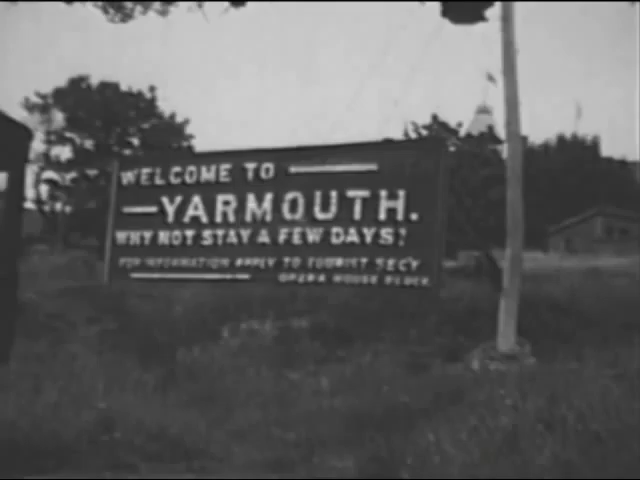 WELCOME TO
YARMOUTH.
WHY NOT STAY A FEW DAYS?
FOR INFORMATION APPLY TO TOURIST SEC'Y
OPERA HOUSE BLOCK